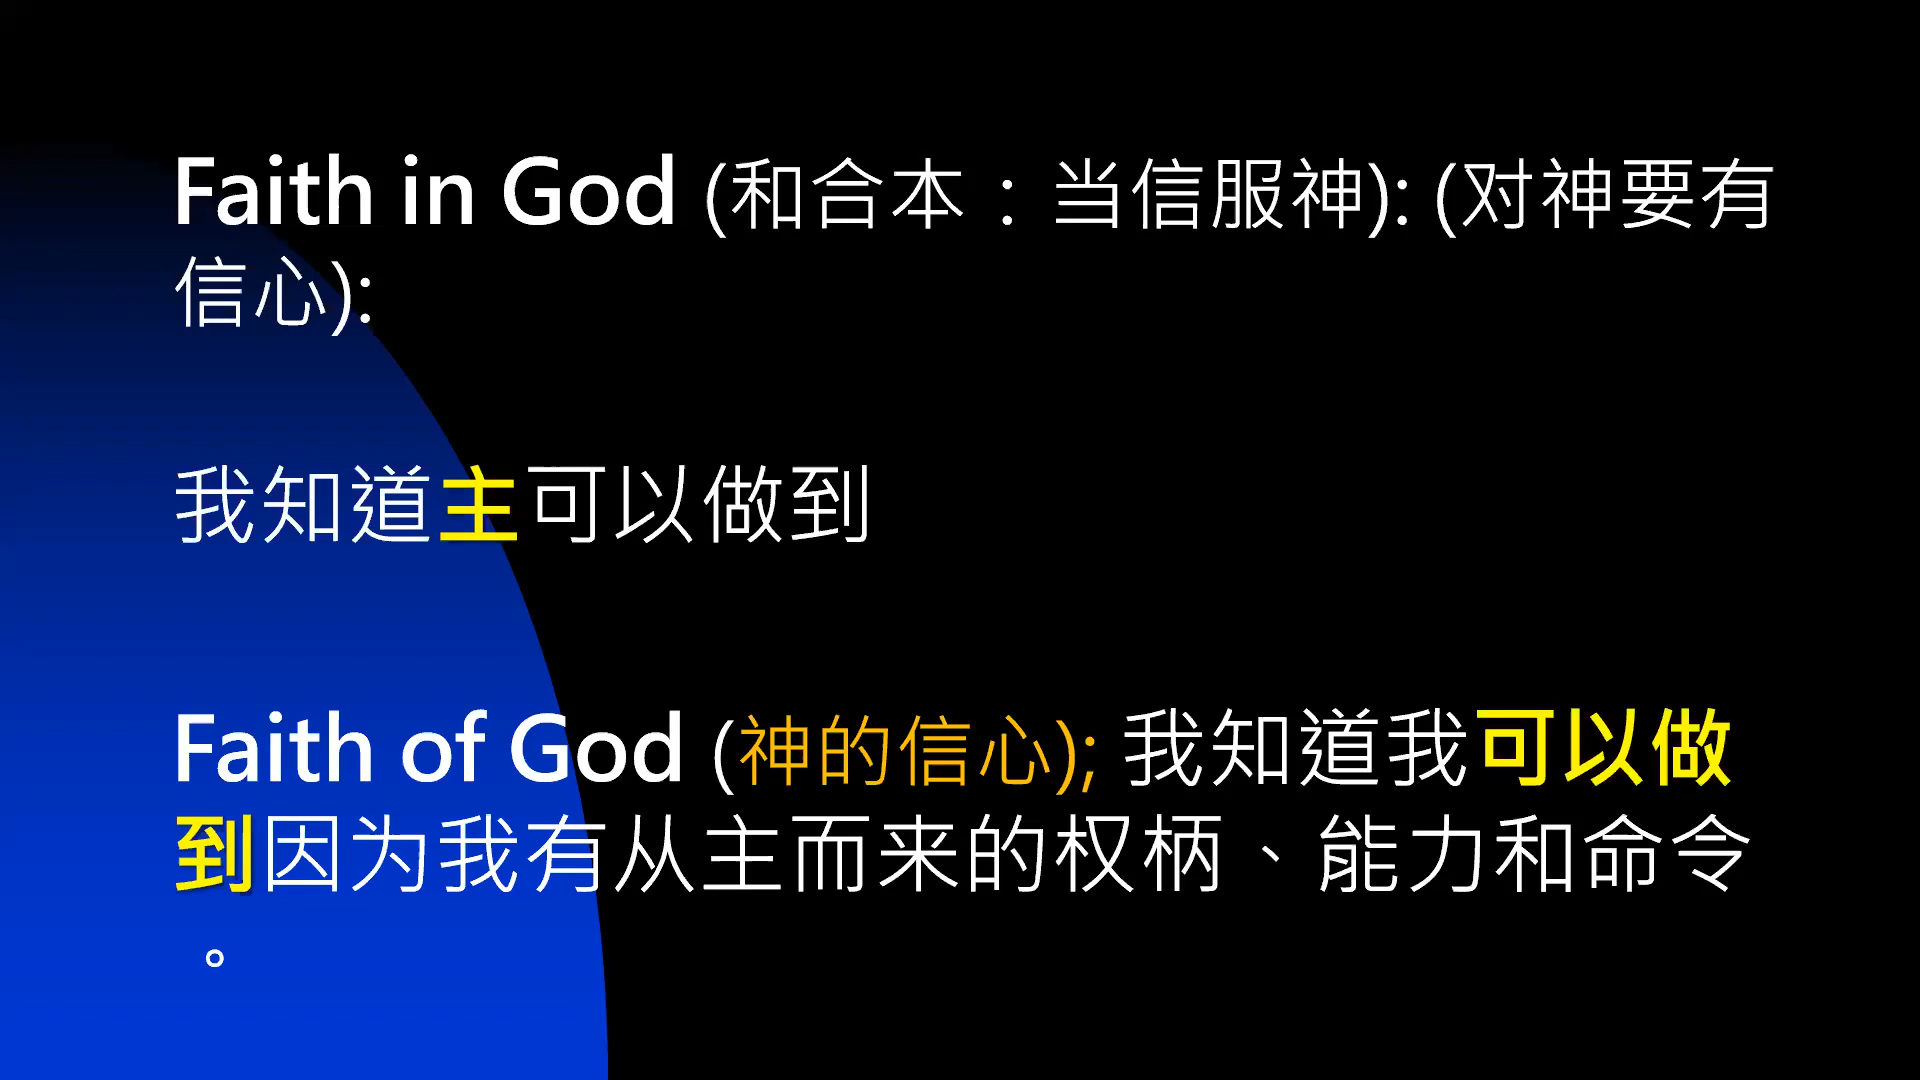 Faith in God (和合本：当信服神): (对神要有
信心):
我知道主可以做到
Faith of God (神的信心); 我知道我可以做
到因为我有从主而来的权柄、能力和命令
。